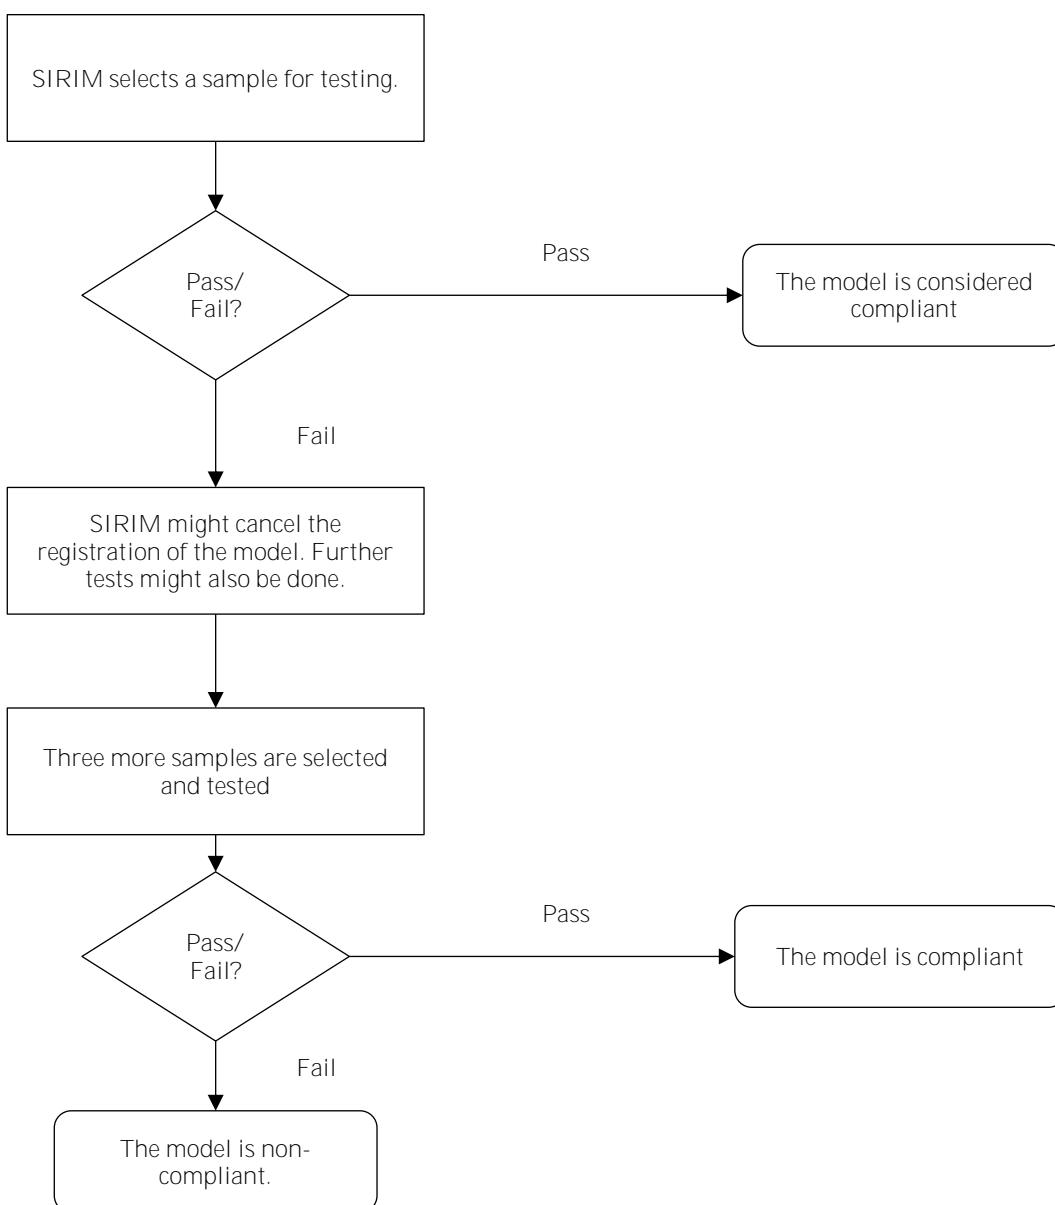 SIRIM selects a sample for testing.
Pass/
Fail?
Pass
The model is considered
compliant
Fail
SIRIM might cancel the
registration of the model. Further
tests might also be done.
Three more samples are selected
and tested
Pass/
Fail?
Pass
The model is compliant
Fail
The model is non-
compliant.